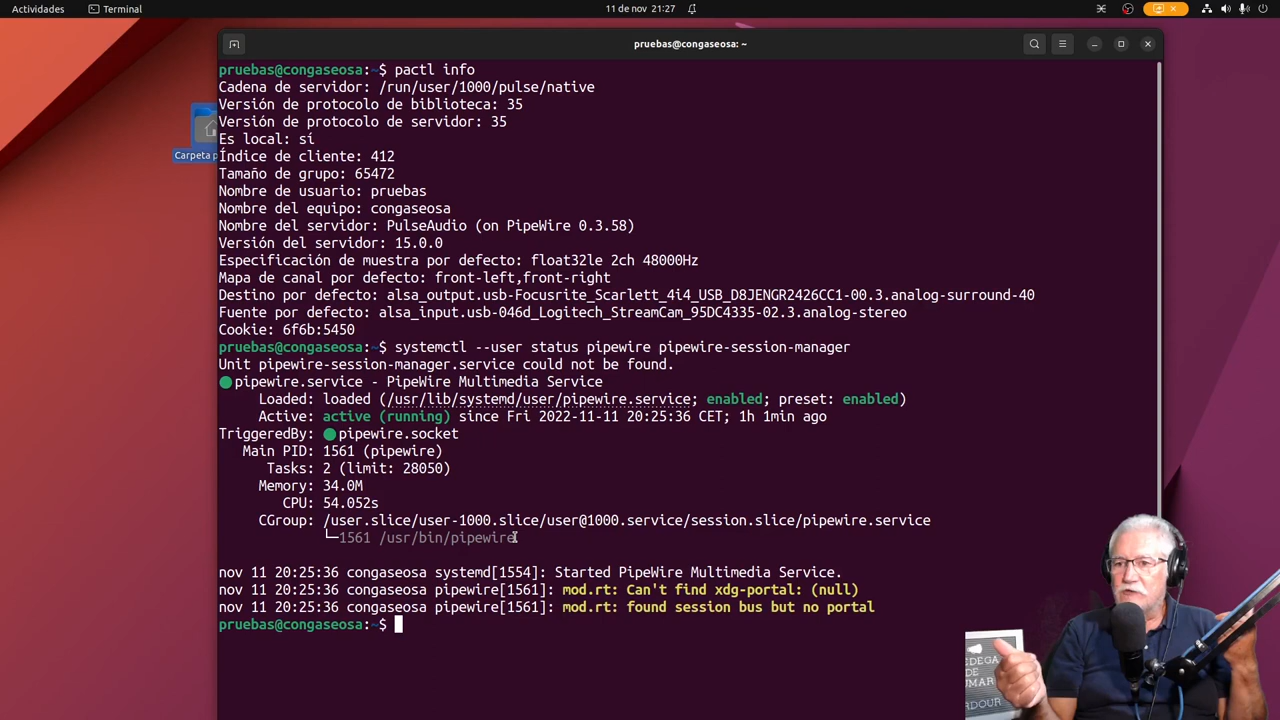 Actividades
Terminal
11 de nov 21:27
pruebas@congaseosa: ~
Carpeta p
pruebas@congaseosa:~$ pactl info
Cadena de servidor: /run/user/1000/pulse/native
Versión de protocolo de biblioteca: 35
Versión de protocolo de servidor: 35
Es local: sí
Índice de cliente: 412
Tamaño de grupo: 65472
Nombre de usuario: pruebas
Nombre del equipo: congaseosa
Nombre del servidor: PulseAudio (on PipeWire 0.3.58)
Versión del servidor: 15.0.0
Especificación de muestra por defecto: float32le 2ch 48000Hz
Mapa de canal por defecto: front-left,front-right
Destino por defecto: alsa_output.usb-Focusrite_Scarlett_4i4_USB_D8JENGR2426CC1-00.3.analog-surround-40
Fuente por defecto: alsa_input.usb-046d_Logitech_StreamCam_95DC4335-02.3.analog-stereo
Cookie: 6f6b:5450
pruebas@congaseosa:~$ systemctl --user status pipewire pipewire-session-manager
Unit pipewire-session-manager.service could not be found.
● pipewire.service - PipeWire Multimedia Service
Loaded: loaded (/usr/lib/systemd/user/pipewire.service; enabled; preset: enabled)
Active: active (running) since Fri 2022-11-11 20:25:36 CET; 1h 1min ago
TriggeredBy: ● pipewire.socket
Main PID: 1561 (pipewire)
Tasks: 2 (limit: 28050)
Memory: 34.0M
CPU: 54.052s
CGroup: /user.slice/user-1000.slice/user@1000.service/session.slice/pipewire.service
└─1561 /usr/bin/pipewire
nov 11 20:25:36 congaseosa systemd[1554]: Started PipeWire Multimedia Service.
nov 11 20:25:36 congaseosa pipewire[1561]: mod.rt: Can't find xdg-portal: (null)
nov 11 20:25:36 congaseosa pipewire[1561]: mod.rt: found session bus but no portal
pruebas@congaseosa:~$
EDEGA
DE
UMAR
RDOUR